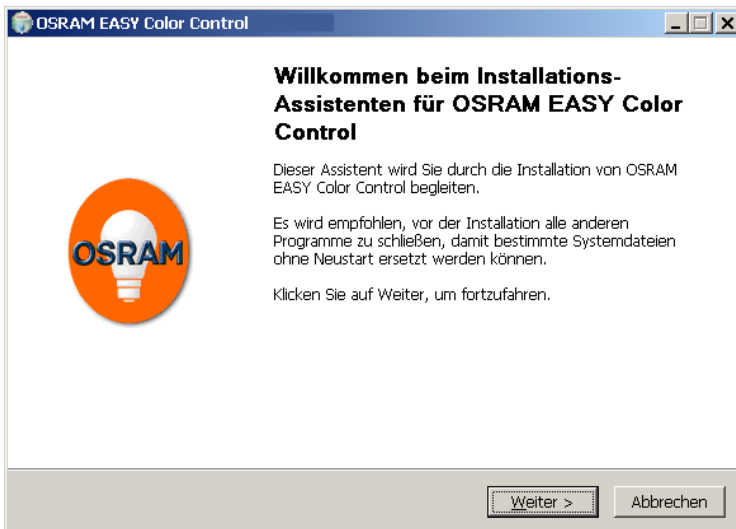 OSRAM EASY Color Control
Willkommen beim Installations-
Assistenten für OSRAM EASY Color
Control
Dieser Assistent wird Sie durch die Installation von OSRAM
EASY Color Control begleiten.
Es wird empfohlen, vor der Installation alle anderen
Programme zu schließen, damit bestimmte Systemdateien
ohne Neustart ersetzt werden können.
Klicken Sie auf Weiter, um fortzufahren.
OSRAM
Weiter >
Abbrechen